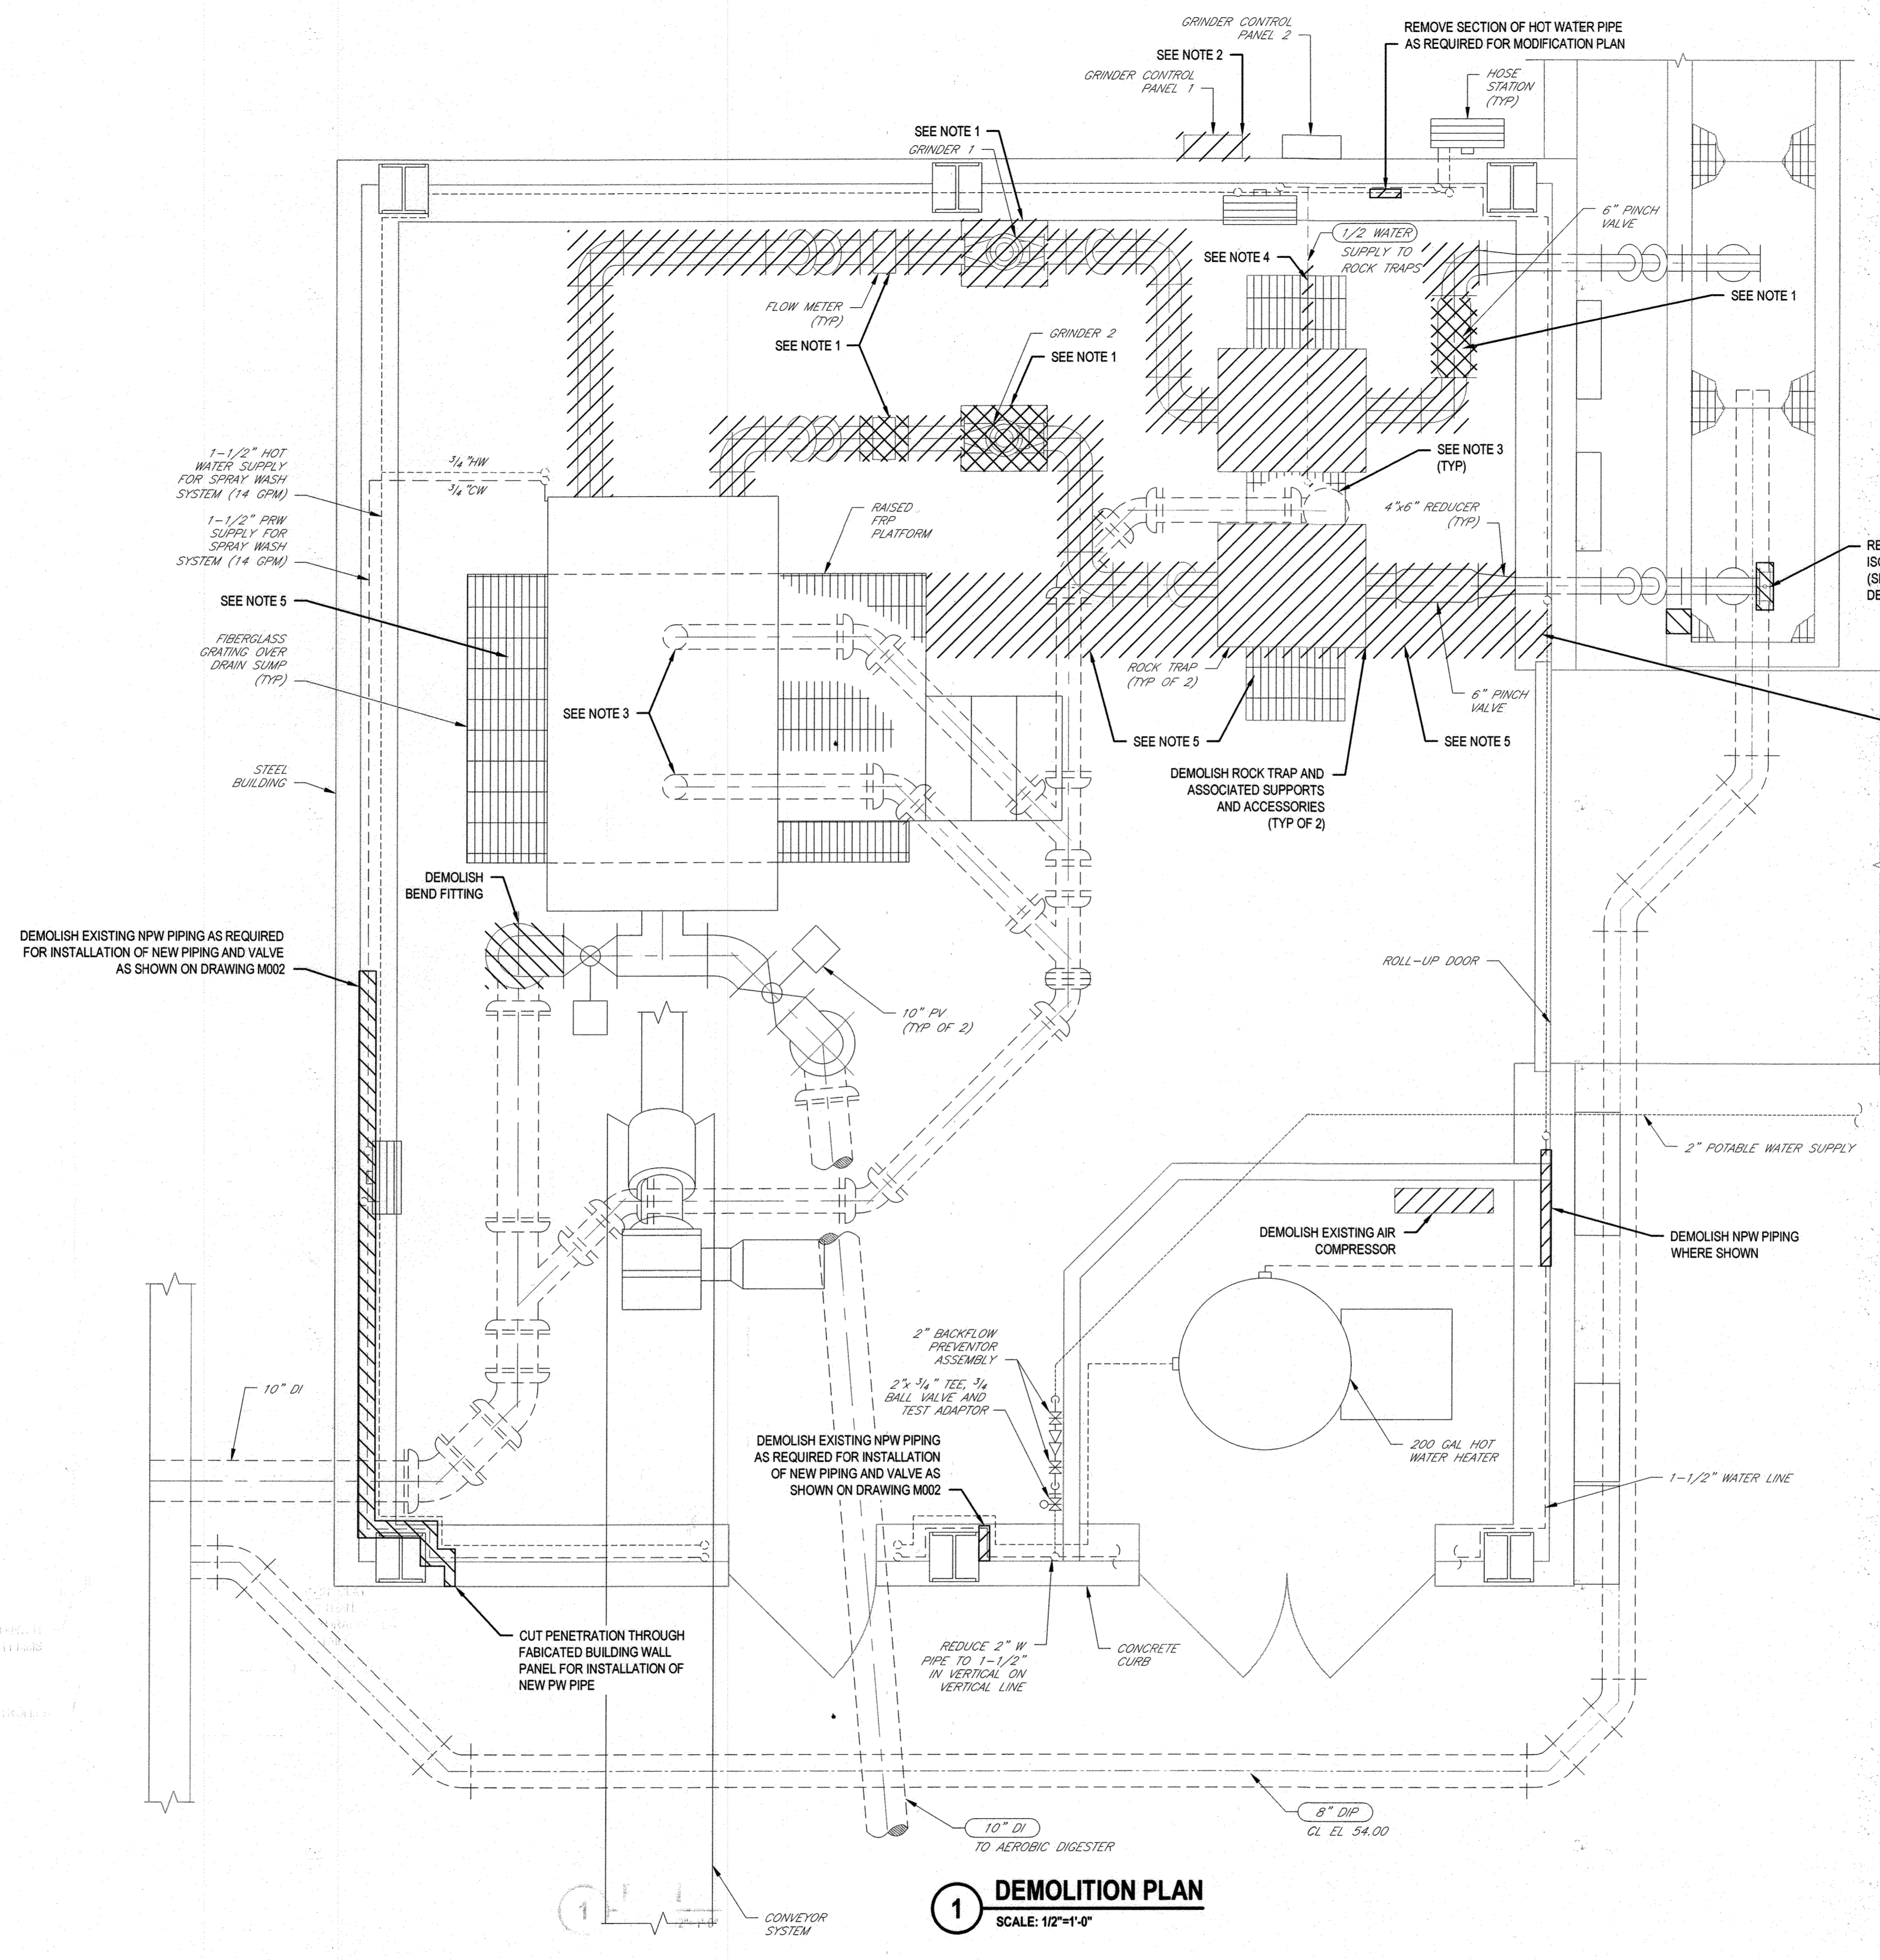 GRINDER CONTROL
PANEL 2
REMOVE SECTION OF HOT WATER PIPE
AS REQUIRED FOR MODIFICATION PLAN
SEE NOTE 2
GRINDER CONTROL
PANEL 1
HOSE
STATION
(TYP)
SEE NOTE 1
GRINDER 1
6" PINCH
VALVE
1/2 WATER
SUPPLY TO
ROCK TRAPS
SEE NOTE 4
SEE NOTE 1
FLOW METER
(TYP)
SEE NOTE 1
GRINDER 2
SEE NOTE 1
1-1/2" HOT
WATER SUPPLY
FOR SPRAY WASH
SYSTEM (14 GPM)
3/4"HW
3/4"CW
SEE NOTE 3
(TYP)
RAISED
FRP
PLATFORM
4"x6" REDUCER
(TYP)
1-1/2" PRW
SUPPLY FOR
SPRAY WASH
SYSTEM (14 GPM)
RE
ISO
(S
DE
SEE NOTE 5
FIBERGLASS
GRATING OVER
DRAIN SUMP
(TYP)
ROCK TRAP
(TYP OF 2)
6" PINCH
VALVE
SEE NOTE 3
SEE NOTE 5
SEE NOTE 5
STEEL
BUILDING
DEMOLISH ROCK TRAP AND
ASSOCIATED SUPPORTS
AND ACCESSORIES
(TYP OF 2)
DEMOLISH
BEND FITTING
DEMOLISH EXISTING NPW PIPING AS REQUIRED
FOR INSTALLATION OF NEW PIPING AND VALVE
AS SHOWN ON DRAWING M002
ROLL-UP DOOR
10" PV
(TYP OF 2)
2" POTABLE WATER SUPPLY
DEMOLISH EXISTING AIR
COMPRESSOR
DEMOLISH NPW PIPING
WHERE SHOWN
2" BACKFLOW
PREVENTOR
ASSEMBLY
2"x 3/4" TEE, 3/4
BALL VALVE AND
TEST ADAPTOR
10" DI
DEMOLISH EXISTING NPW PIPING
AS REQUIRED FOR INSTALLATION
OF NEW PIPING AND VALVE AS
SHOWN ON DRAWING M002
200 GAL HOT
WATER HEATER
1-1/2" WATER LINE
CUT PENETRATION THROUGH
FABICATED BUILDING WALL
PANEL FOR INSTALLATION OF
NEW PW PIPE
REDUCE 2" W
PIPE TO 1-1/2"
IN VERTICAL ON
VERTICAL LINE
CONCRETE
CURB
8" DIP
CL EL 54.00
10" DI
TO AEROBIC DIGESTER
CONVEYOR
SYSTEM
1
DEMOLITION PLAN
SCALE: 1/2"=1'-0"
1